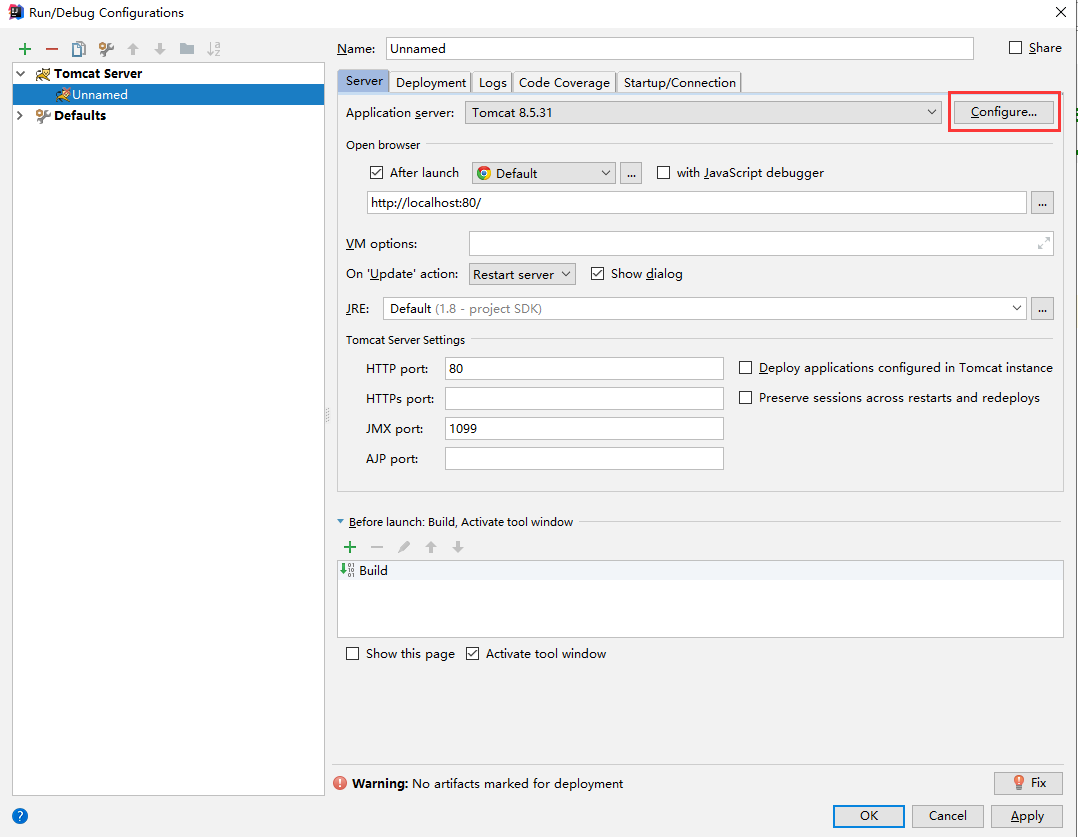 Run/Debug Configurations
Name: Unnamed Share
Tomcat Server
Unnamed
Defaults
Server Deployment Logs Code Coverage Startup/Connection
Application server: Tomcat 8.5.31 Configure...
Open browser
After launch Default ... with JavaScript debugger
http://localhost:80/ ...
VM options:
On 'Update' action: Restart server Show dialog
JRE: Default (1.8 - project SDK) ...
Tomcat Server Settings
HTTP port: 80 Deploy applications configured in Tomcat instance
HTTPs port: Preserve sessions across restarts and redeploys
JMX port: 1099
AJP port:
Before launch: Build, Activate tool window
Build
Show this page Activate tool window
Warning: No artifacts marked for deployment Fix
? OK Cancel Apply